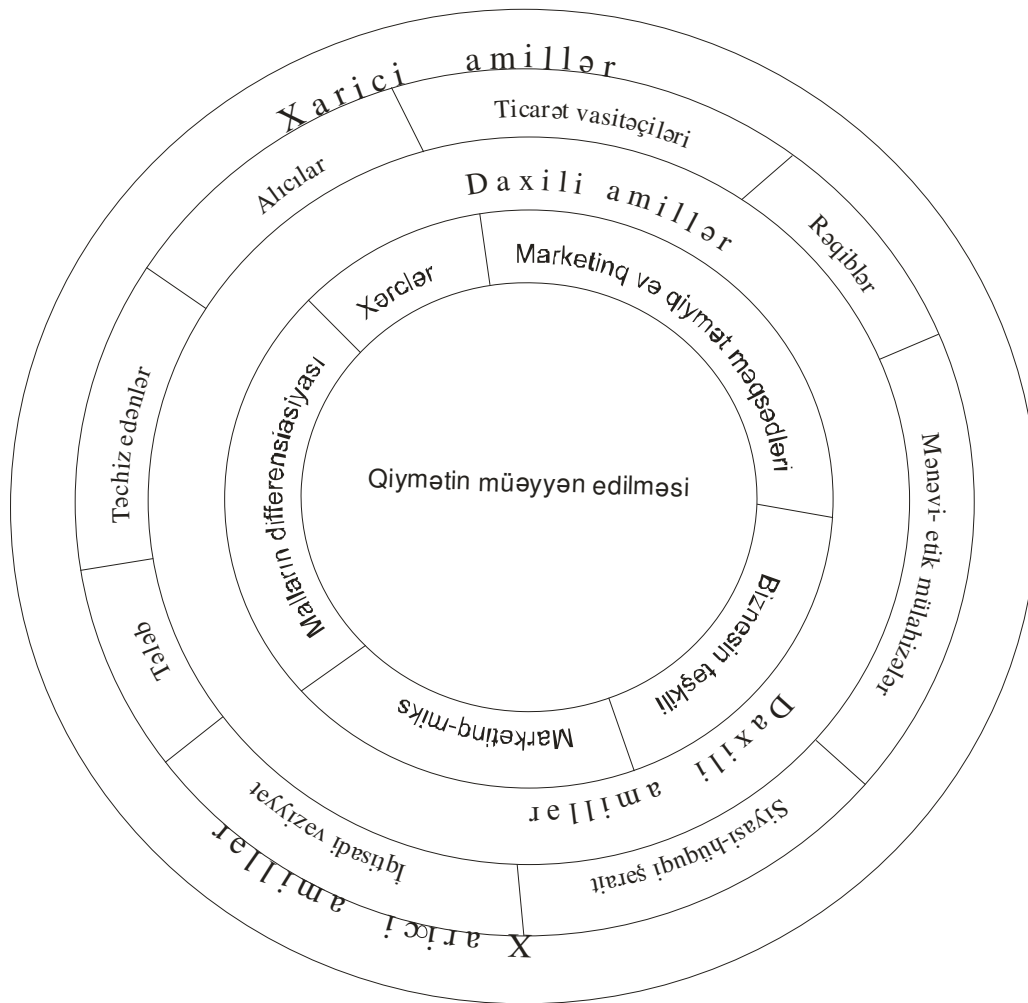 Xarici amillər
Ticarət vasitəçiləri
Alıcılar
Daxili amillər
Rəqiblər
Marketinq və qiymət məqsədləri
Xərclər
Malların differensiasiyası
Təchiz edənlər
Qiymətin müəyyən edilməsi
Mənəvi- etik mülahizələr
Biznesin təşkili
Tələb
Marketinq-miks
Daxili amillər
İqtisadi vəziyyət
Siyasi-hüquqi şərait
Xarici amillər